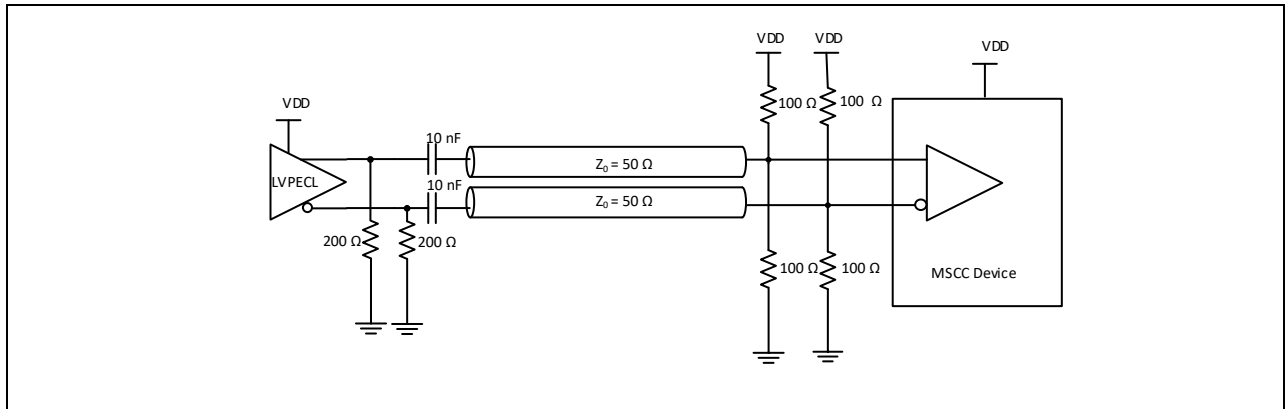 VDD
VDD
VDD
100 Ω
100 Ω
VDD
10 nF
LVPECL
Z0 = 50 Ω
10 nF
Z0 = 50 Ω
200 Ω
200 Ω
100 Ω
100 Ω
MSCC Device